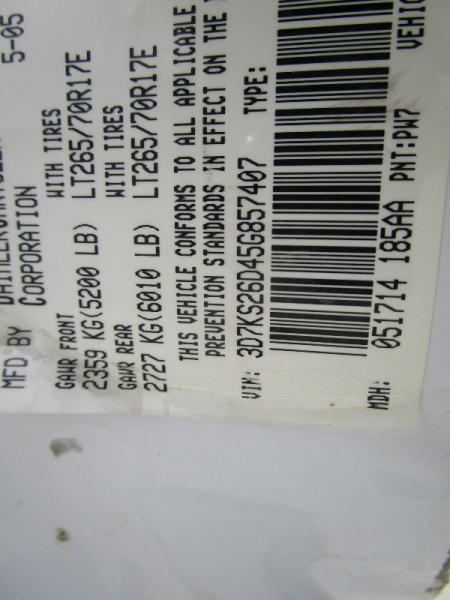 MFD BY DAIMLERCHRYSLER 5-05
CORPORATION
GAWR FRONT WITH TIRES
2359 KG(5200 LB) LT265/70R17E
GAWR REAR WITH TIRES
2727 KG(6010 LB) LT265/70R17E
THIS VEHICLE CONFORMS TO ALL APPLICABLE
PREVENTION STANDARDS IN EFFECT ON THE
VIN: 3D7KS26D45G857407 TYPE:
MDH: 051714 185AA PNT:PW7 VEHIC